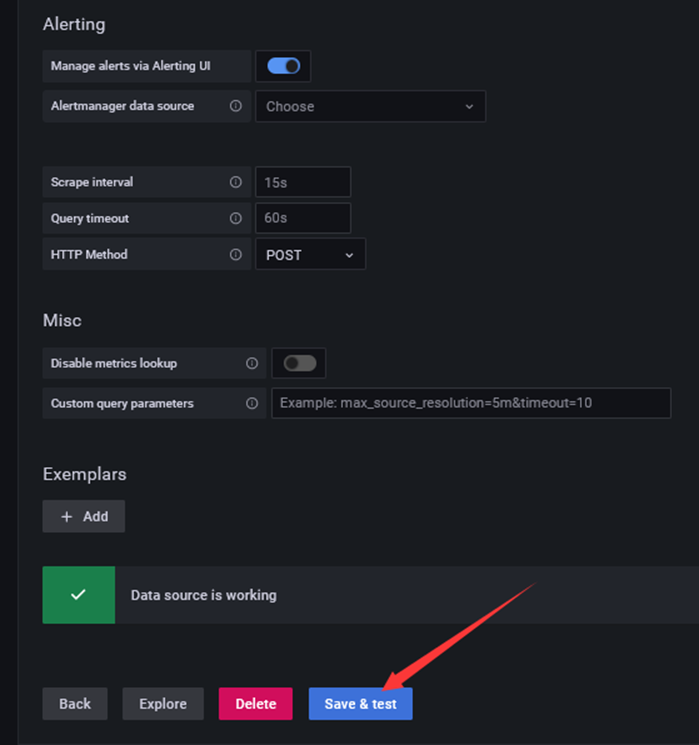 Alerting
Manage alerts via Alerting UI
Alertmanager data source Choose
Scrape interval 15s
Query timeout 60s
HTTP Method POST
Misc
Disable metrics lookup
Custom query parameters Example: max_source_resolution=5m&timeout=10
Exemplars
+ Add
Data source is working
Back Explore Delete Save & test